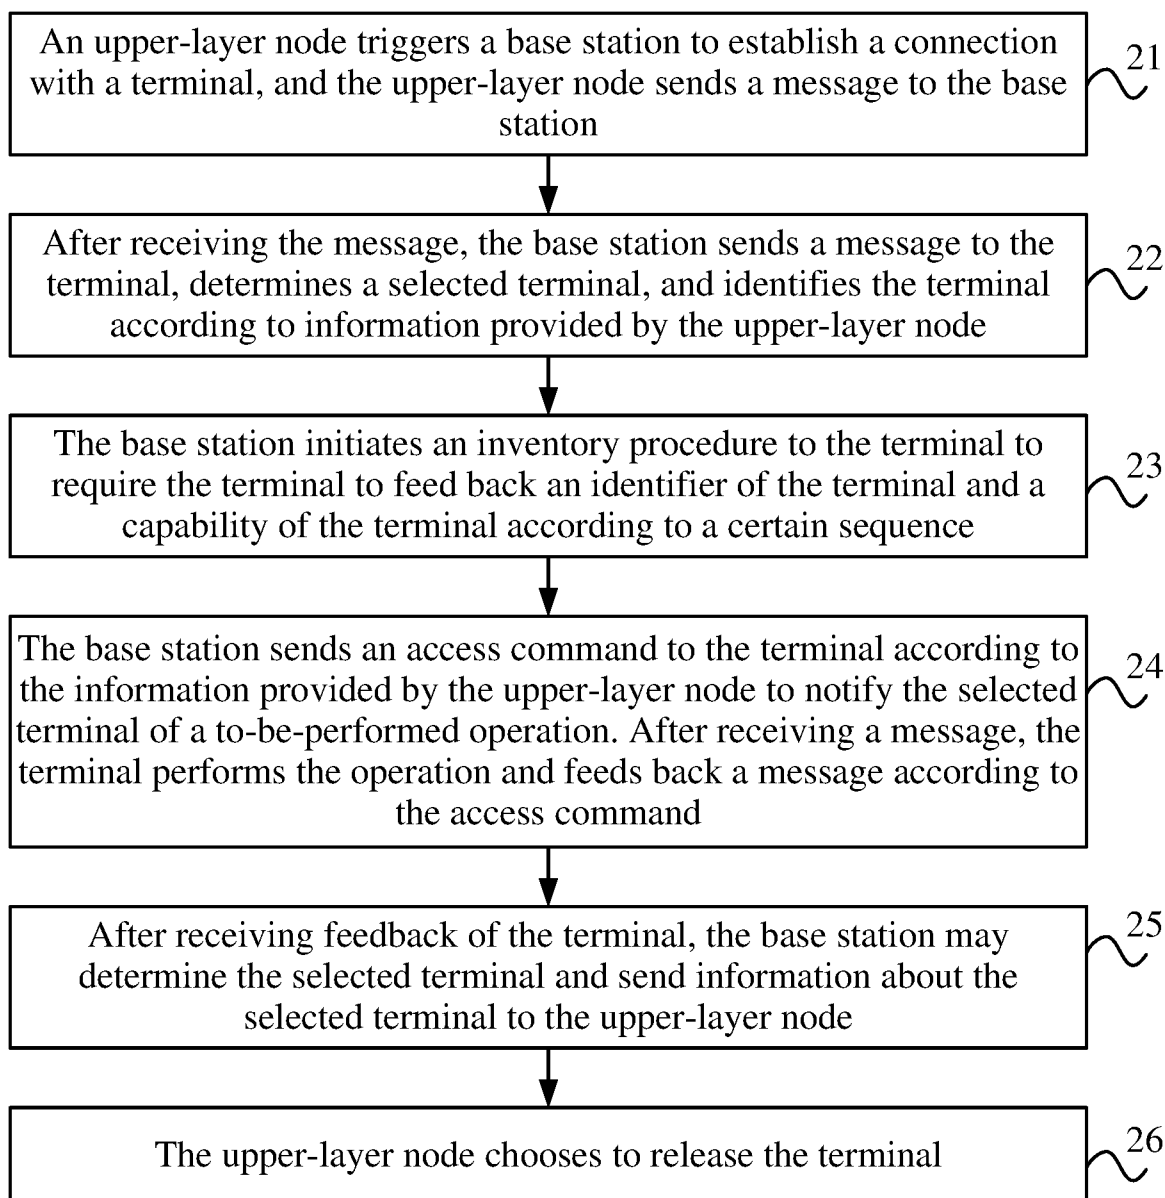 An upper-layer node triggers a base station to establish a connection
with a terminal, and the upper-layer node sends a message to the base
station
21
After receiving the message, the base station sends a message to the
terminal, determines a selected terminal, and identifies the terminal
according to information provided by the upper-layer node
22
The base station initiates an inventory procedure to the terminal to
require the terminal to feed back an identifier of the terminal and a
capability of the terminal according to a certain sequence
23
The base station sends an access command to the terminal according to
the information provided by the upper-layer node to notify the selected
terminal of a to-be-performed operation. After receiving a message, the
terminal performs the operation and feeds back a message according to
the access command
24
After receiving feedback of the terminal, the base station may
determine the selected terminal and send information about the
selected terminal to the upper-layer node
25
The upper-layer node chooses to release the terminal
26